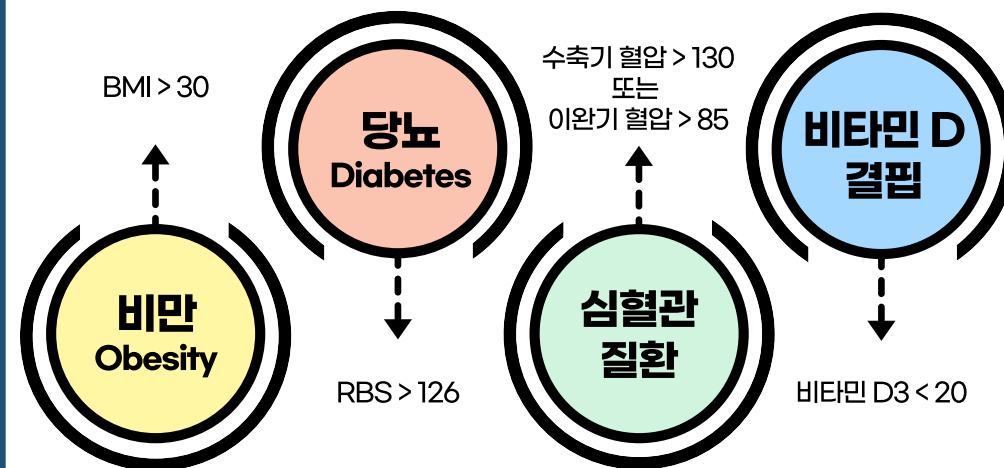 BMI > 30
비만
Obesity
당뇨
Diabetes
RBS > 126
수축기 혈압 > 130
또는
이완기 혈압 > 85
심혈관
질환
비타민 D
결핍
비타민 D3 < 20